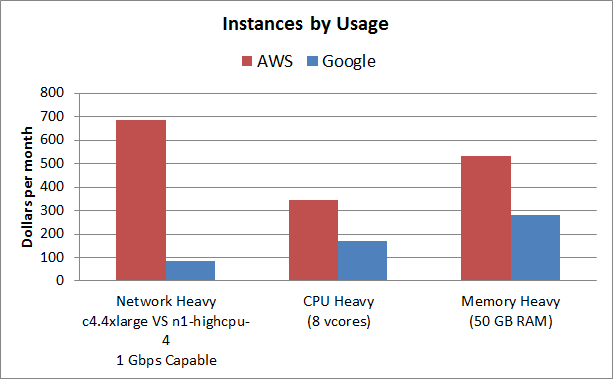 Instances by Usage
AWS Google
Dollars per month
800
700
600
500
400
300
200
100
0
Network Heavy
c4.4xlarge VS n1-highcpu-
4
1 Gbps Capable
CPU Heavy
(8 vcores)
Memory Heavy
(50 GB RAM)